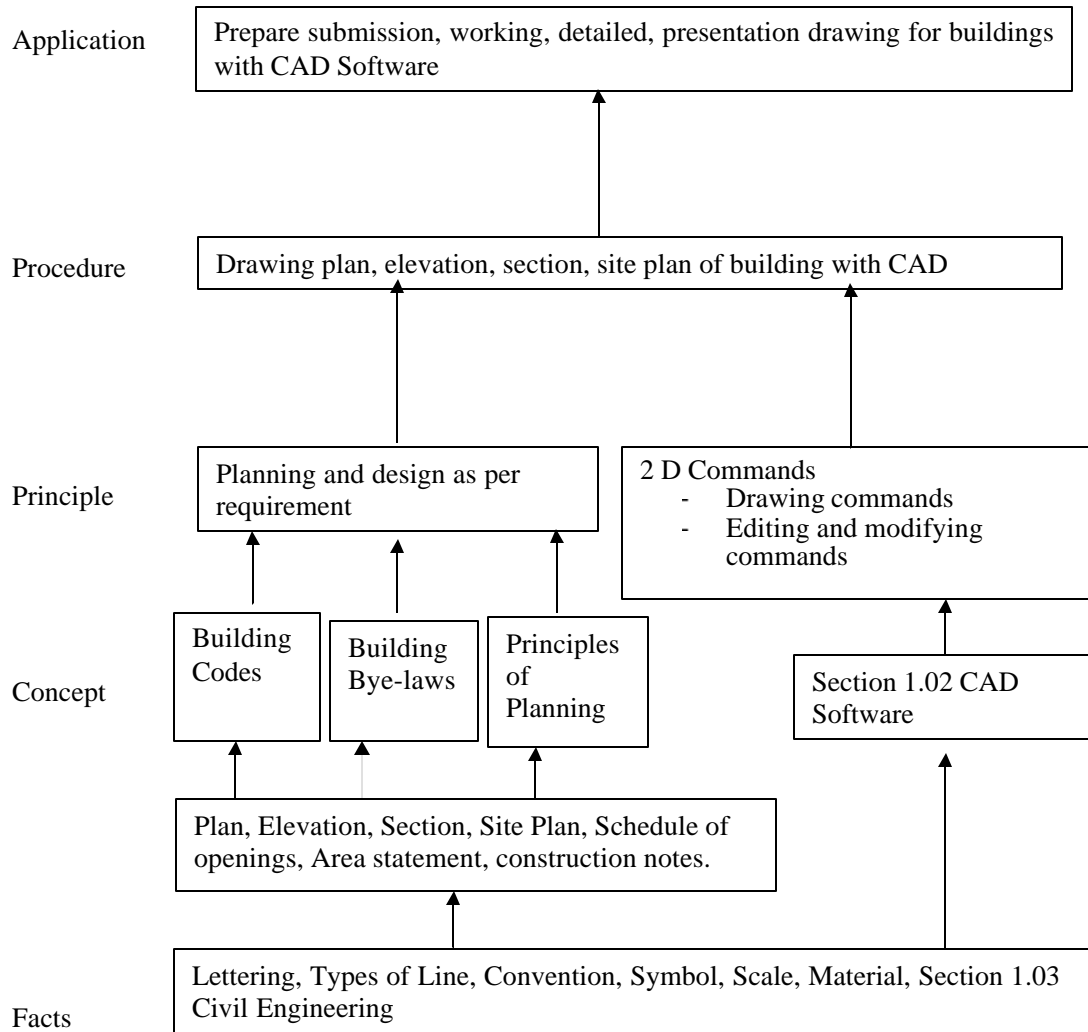 Application
Prepare submission, working, detailed, presentation drawing for buildings
with CAD Software
Procedure
Drawing plan, elevation, section, site plan of building with CAD
Principle
Planning and design as per
requirement
2 D Commands
- Drawing commands
- Editing and modifying
commands
Concept
Building
Codes
Building
Bye-laws
Principles
of
Planning
Section 1.02 CAD
Software
Plan, Elevation, Section, Site Plan, Schedule of
openings, Area statement, construction notes.
Facts
Lettering, Types of Line, Convention, Symbol, Scale, Material, Section 1.03
Civil Engineering